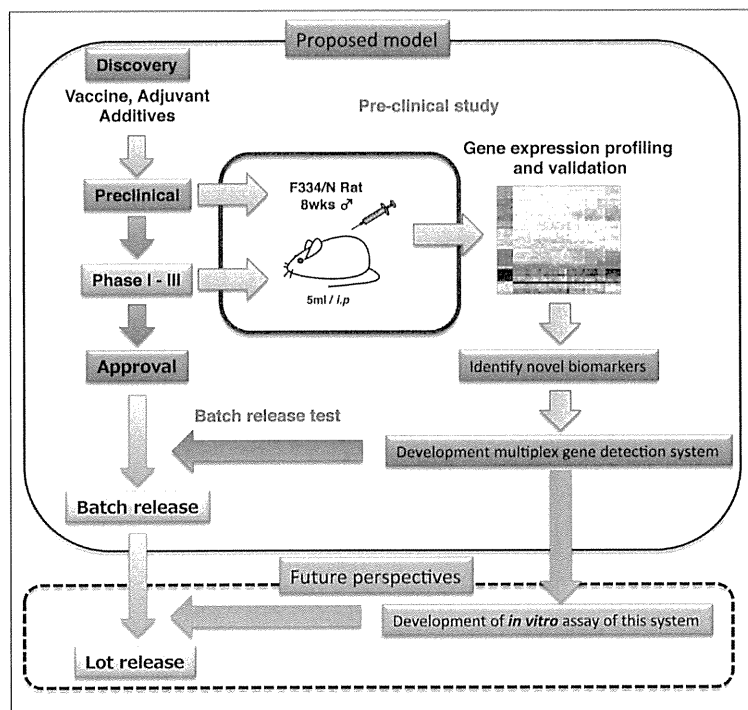 Proposed model
Discovery
Vaccine, Adjuvant
Additives
Pre-clinical study
Gene expression profiling
and validation
Preclinical
F334/N Rat
8wks ♂
Phase I - III
5ml / i.p
Approval
Identify novel biomarkers
Batch release test
Development multiplex gene detection system
Batch release
Future perspectives
Development of in vitro assay of this system
Lot release